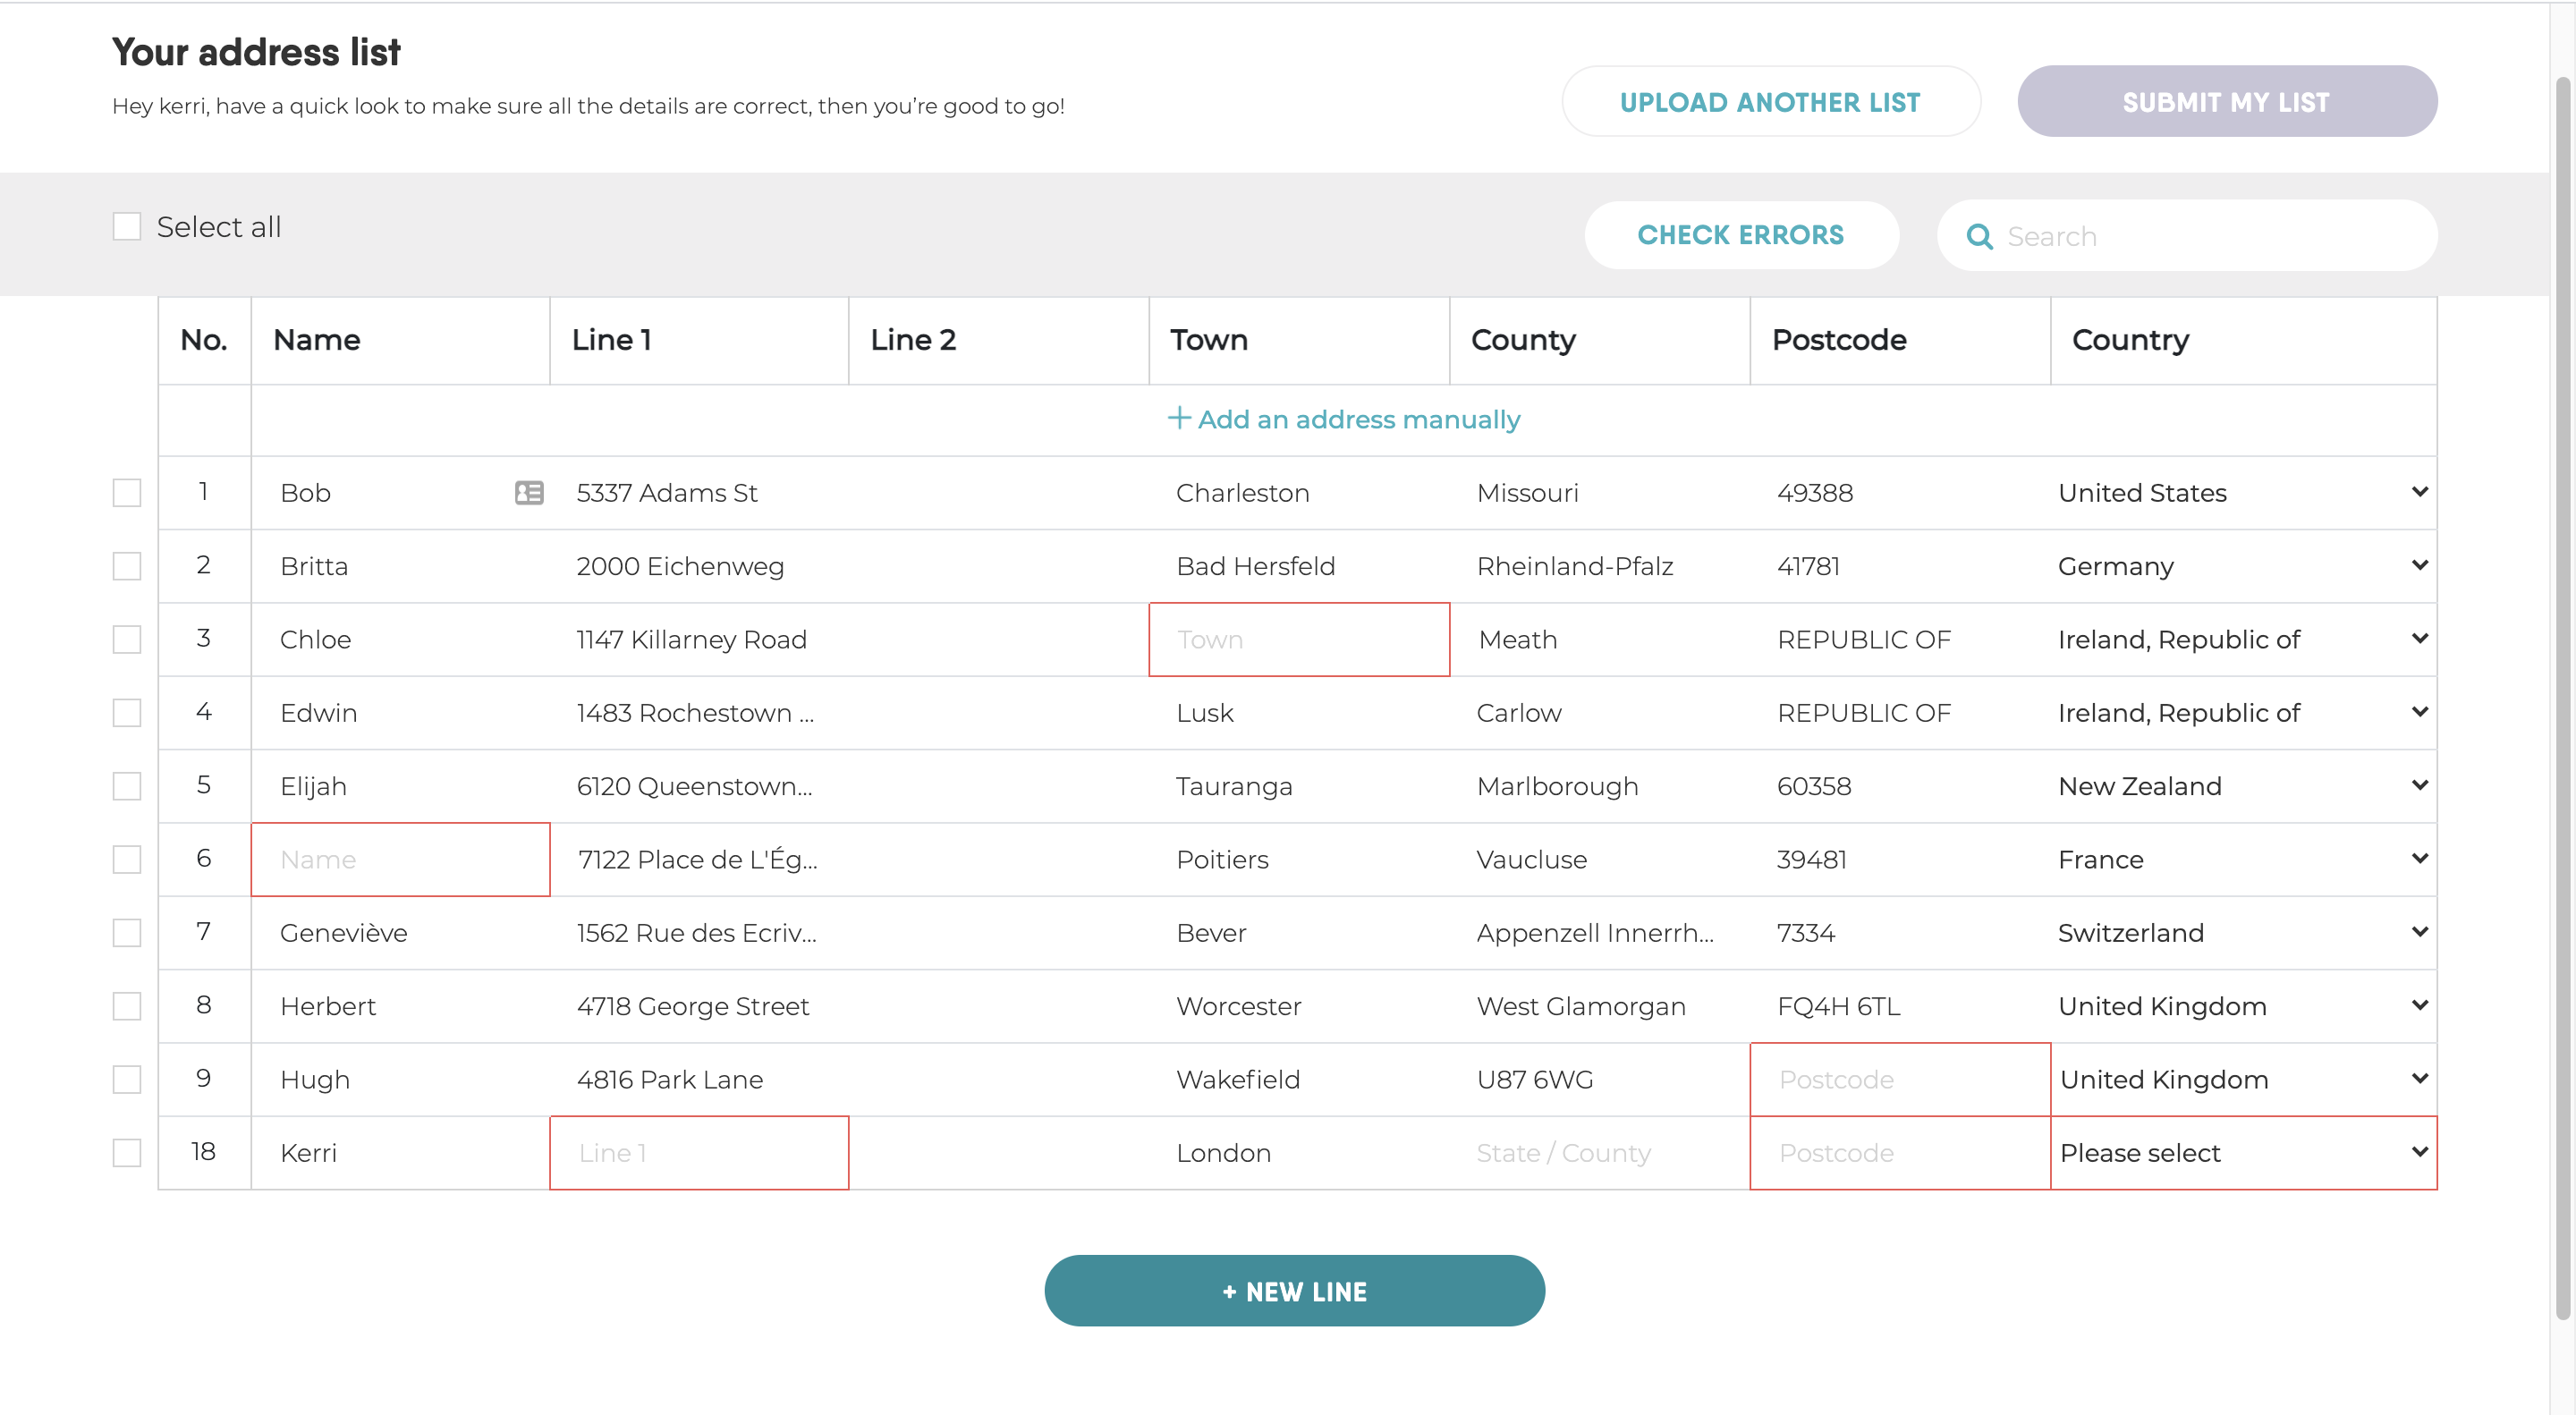 Your address list
Hey kerri, have a quick look to make sure all the details are correct, then you're good to go!
UPLOAD ANOTHER LIST SUBMIT MY LIST
Select all CHECK ERRORS Search
No. Name Line 1 Line 2 Town County Postcode Country
+ Add an address manually
1 Bob 5337 Adams St Charleston Missouri 49388 United States
2 Britta 2000 Eichenweg Bad Hersfeld Rheinland-Pfalz 41781 Germany
3 Chloe 1147 Killarney Road Town Meath REPUBLIC OF Ireland, Republic of
4 Edwin 1483 Rochestown ... Lusk Carlow REPUBLIC OF Ireland, Republic of
5 Elijah 6120 Queenstown... Tauranga Marlborough 60358 New Zealand
6 Name 7122 Place de L'Ég... Poitiers Vaucluse 39481 France
7 Geneviève 1562 Rue des Ecriv... Bever Appenzell Innerrh... 7334 Switzerland
8 Herbert 4718 George Street Worcester West Glamorgan FQ4H 6TL United Kingdom
9 Hugh 4816 Park Lane Wakefield U87 6WG Postcode United Kingdom
18 Kerri Line 1 London State / County Postcode Please select
+ NEW LINE